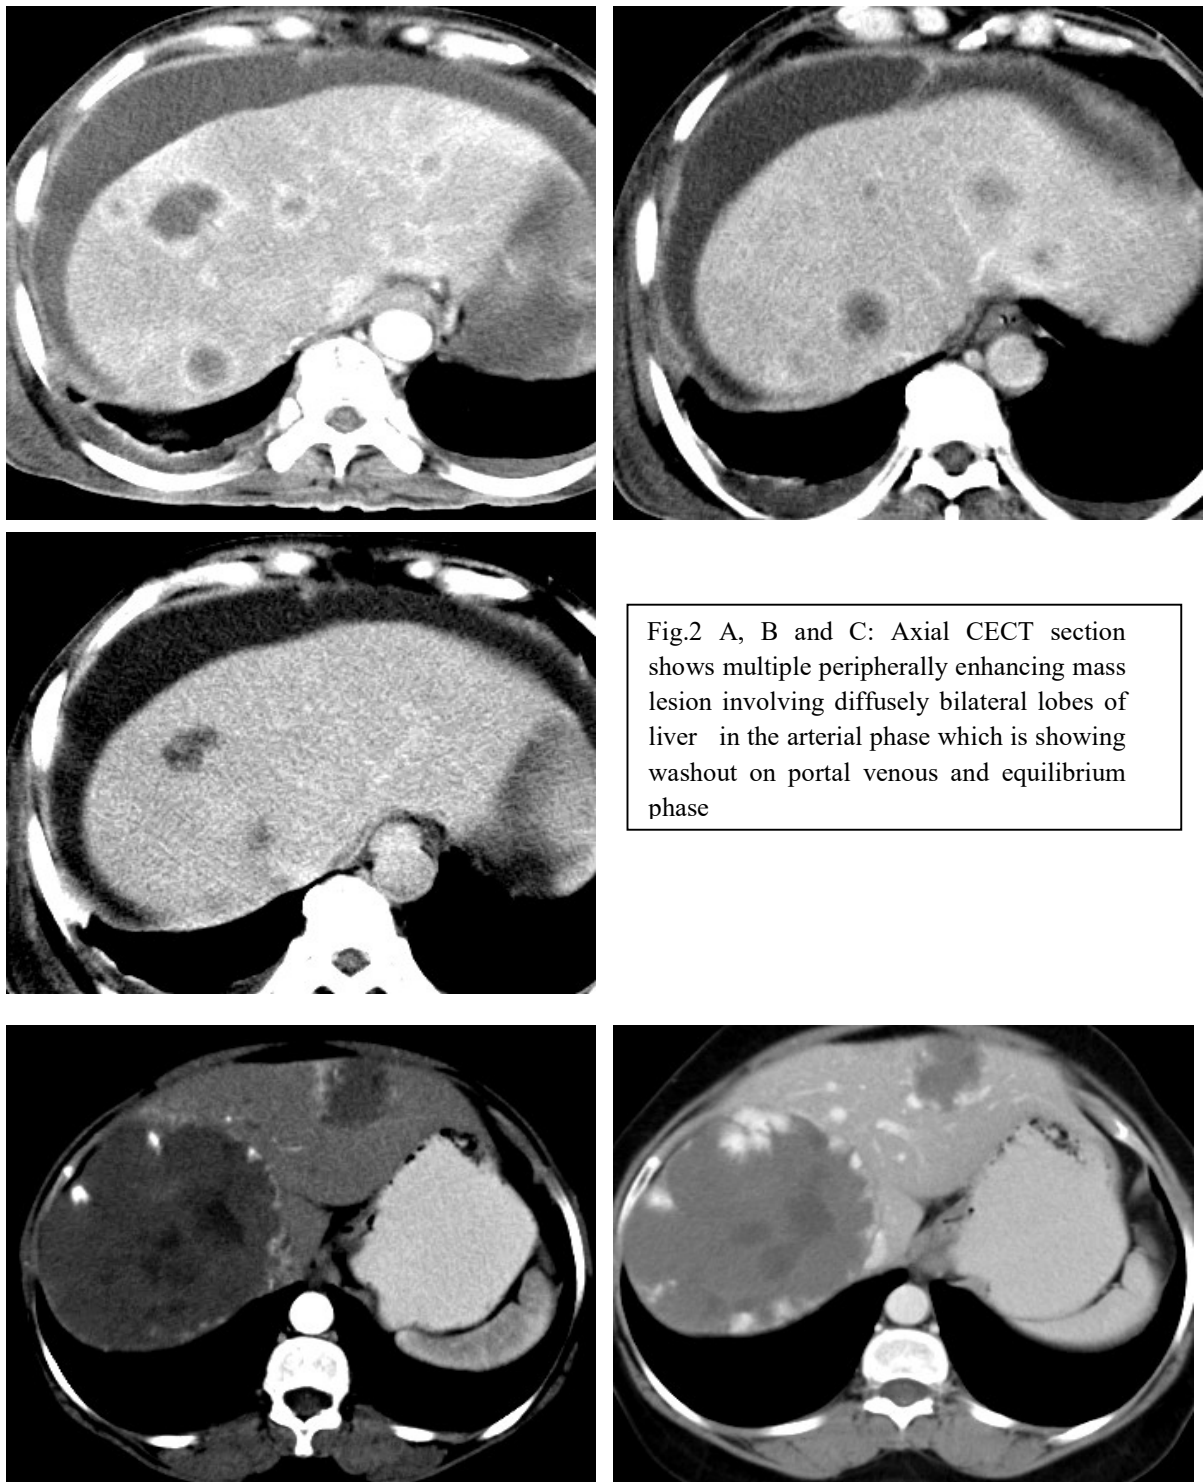 Fig.2 A, B and C: Axial CECT section
shows multiple peripherally enhancing mass
lesion involving diffusely bilateral lobes of
liver in the arterial phase which is showing
washout on portal venous and equilibrium
phase